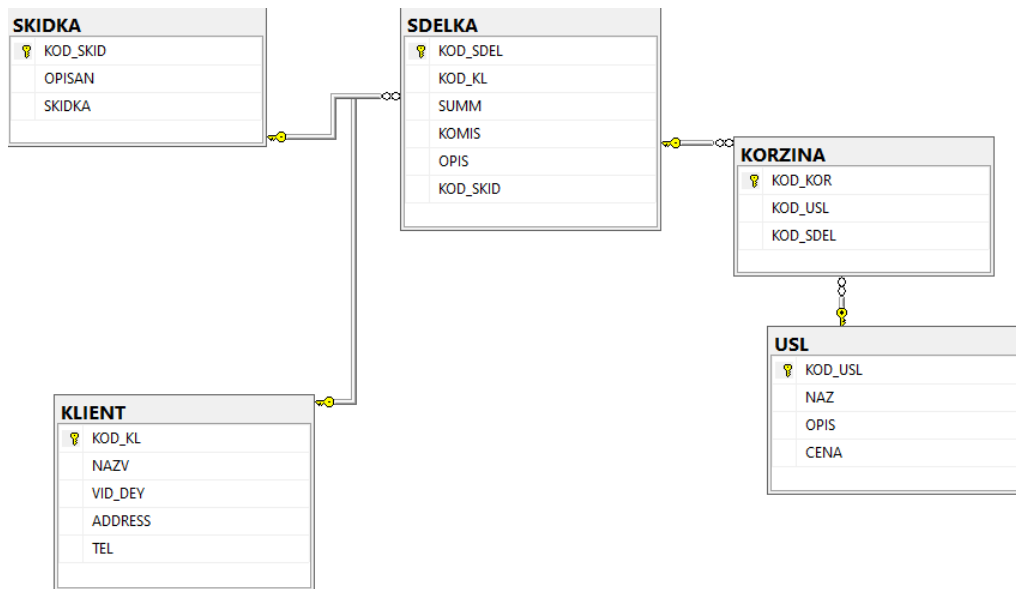 SKIDKA
KOD_SKID
OPISAN
SKIDKA
SDELKA
KOD_SDEL
KOD_KL
SUMM
KOMIS
OPIS
KOD_SKID
KORZINA
KOD_KOR
KOD_USL
KOD_SDEL
USL
KOD_USL
NAZ
OPIS
CENA
KLIENT
KOD_KL
NAZV
VID_DEY
ADDRESS
TEL